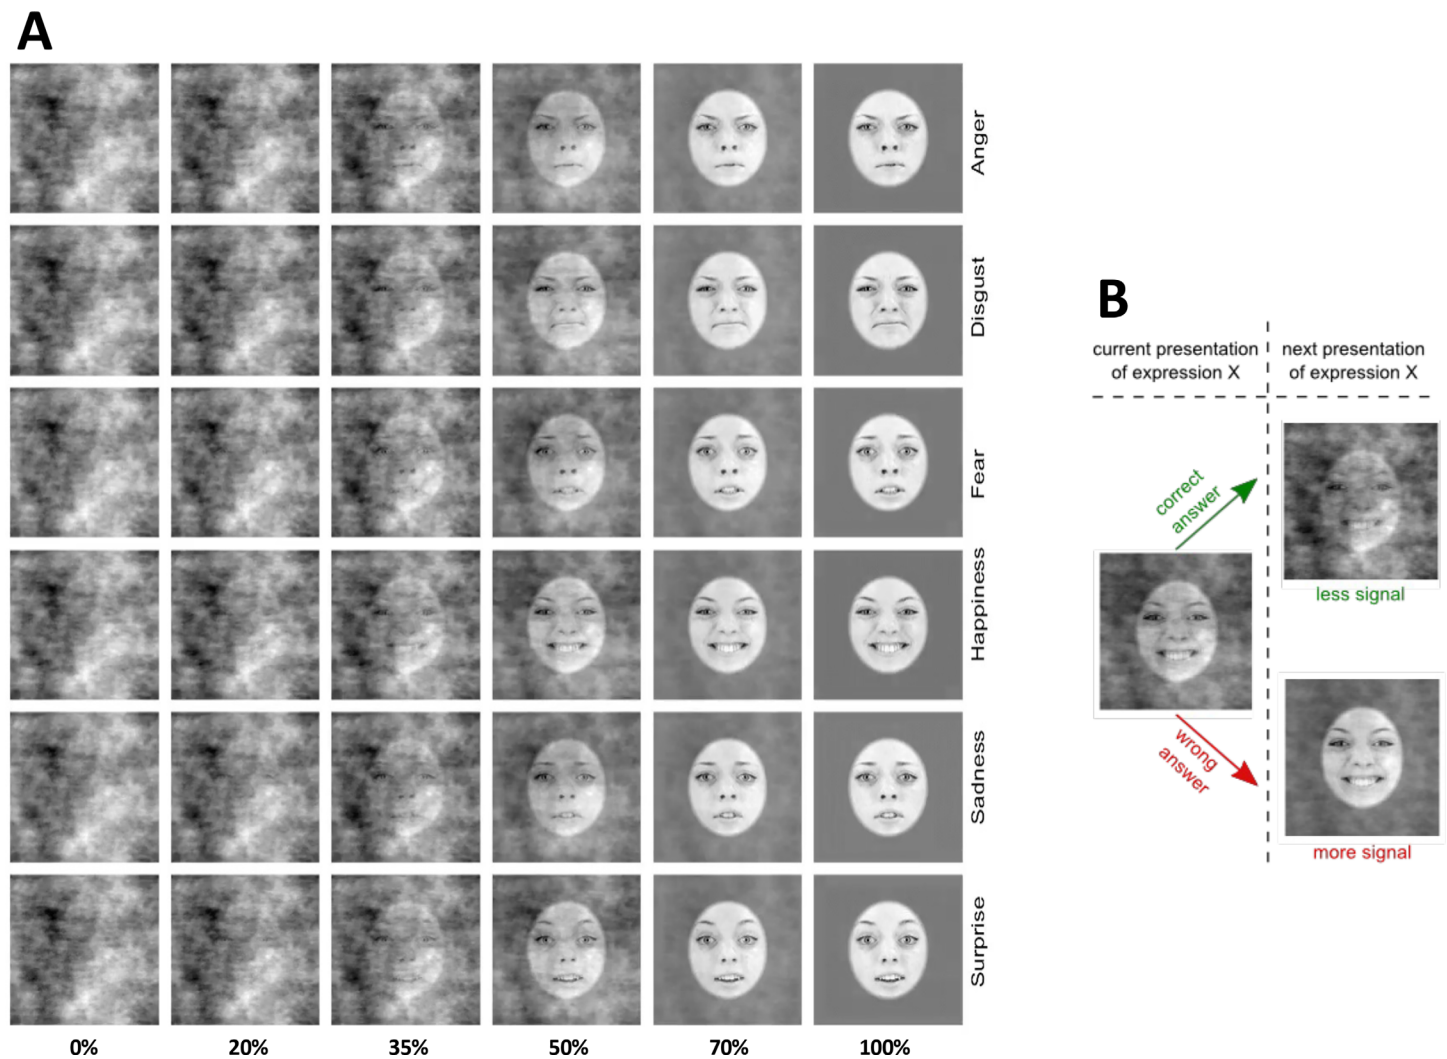 A
Anger
Disgust
Fear
Happiness
Sadness
Surprise
0%
20%
35%
50%
70%
100%
B
current presentation
of expression X
next presentation
of expression X
correct
answer
less signal
wrong
answer
more signal